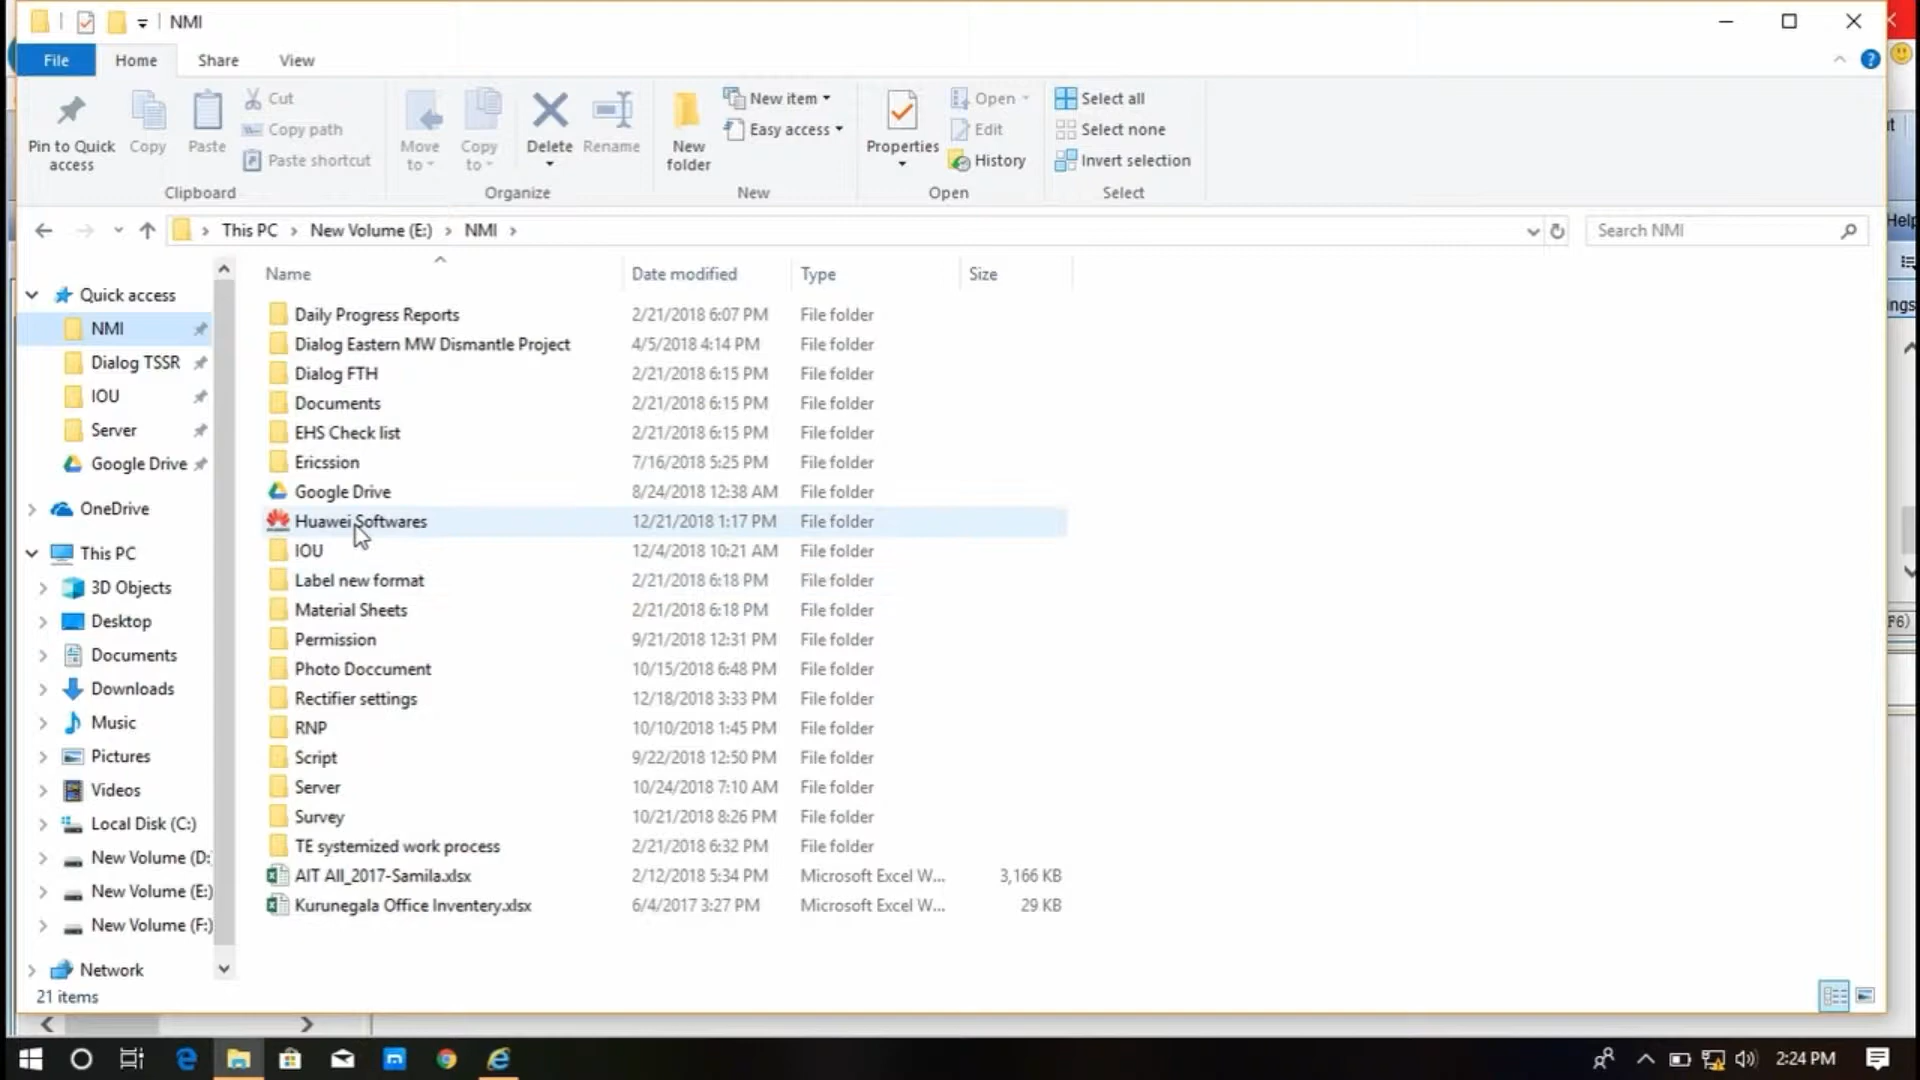 NMI
File Home Share View
Pin to Quick access
Copy
Paste
Cut
Copy path
Paste shortcut
Clipboard
Move to
Copy to
Delete
Rename
Organize
New folder
New item
Easy access
New
Properties
Open
Edit
History
Open
Select all
Select none
Invert selection
Select
This PC > New Volume (E:) > NMI >
Search NMI
Help
ngs
F6)
Quick access
NMI
Dialog TSSR
IOU
Server
Google Drive
OneDrive
This PC
3D Objects
Desktop
Documents
Downloads
Music
Pictures
Videos
Local Disk (C:)
New Volume (D:
New Volume (E:)
New Volume (F:)
Network
Name Date modified Type Size
Daily Progress Reports 2/21/2018 6:07 PM File folder
Dialog Eastern MW Dismantle Project 4/5/2018 4:14 PM File folder
Dialog FTH 2/21/2018 6:15 PM File folder
Documents 2/21/2018 6:15 PM File folder
EHS Check list 2/21/2018 6:15 PM File folder
Ericssion 7/16/2018 5:25 PM File folder
Google Drive 8/24/2018 12:38 AM File folder
Huawei Softwares 12/21/2018 1:17 PM File folder
IOU 12/4/2018 10:21 AM File folder
Label new format 2/21/2018 6:18 PM File folder
Material Sheets 2/21/2018 6:18 PM File folder
Permission 9/21/2018 12:31 PM File folder
Photo Doccument 10/15/2018 6:48 PM File folder
Rectifier settings 12/18/2018 3:33 PM File folder
RNP 10/10/2018 1:45 PM File folder
Script 9/22/2018 12:50 PM File folder
Server 10/24/2018 7:10 AM File folder
Survey 10/21/2018 8:26 PM File folder
TE systemized work process 2/21/2018 6:32 PM File folder
AIT All_2017-Samila.xlsx 2/12/2018 5:34 PM Microsoft Excel W... 3,166 KB
Kurunegala Office Inventery.xlsx 6/4/2017 3:27 PM Microsoft Excel W... 29 KB
21 items
2:24 PM